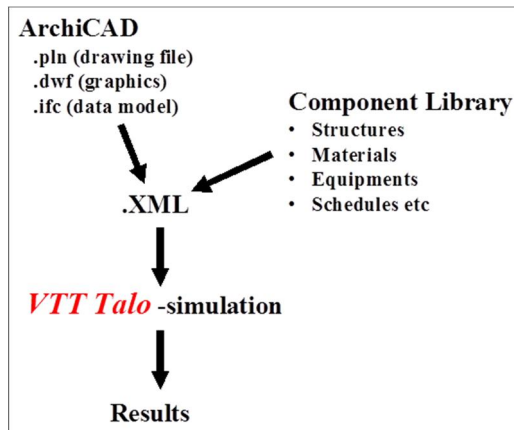 ArchiCAD
.pln (drawing file)
.dwf (graphics)
.ifc (data model)
Component Library
• Structures
• Materials
• Equipments
• Schedules etc
.XML
VTT Talo -simulation
Results